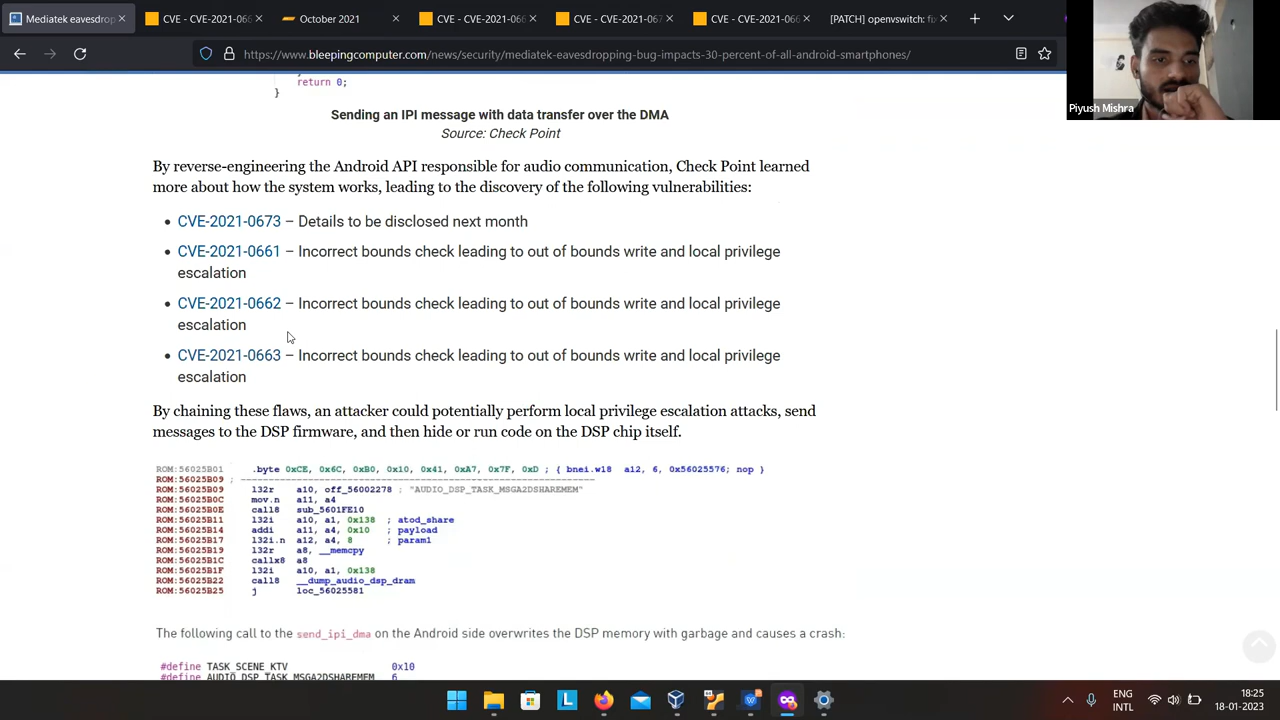 Mediatek eavesdrop
CVE - CVE-2021-066
October 2021
CVE - CVE-2021-066
CVE - CVE-2021-067
CVE - CVE-2021-066
[PATCH] openvswitch: fix
https://www.bleepingcomputer.com/news/security/mediatek-eavesdropping-bug-impacts-30-percent-of-all-android-smartphones/
Piyush Mishra
return 0;
}
Sending an IPI message with data transfer over the DMA
Source: Check Point
By reverse-engineering the Android API responsible for audio communication, Check Point learned
more about how the system works, leading to the discovery of the following vulnerabilities:
• CVE-2021-0673 – Details to be disclosed next month
• CVE-2021-0661 – Incorrect bounds check leading to out of bounds write and local privilege
escalation
• CVE-2021-0662 – Incorrect bounds check leading to out of bounds write and local privilege
escalation
• CVE-2021-0663 – Incorrect bounds check leading to out of bounds write and local privilege
escalation
By chaining these flaws, an attacker could potentially perform local privilege escalation attacks, send
messages to the DSP firmware, and then hide or run code on the DSP chip itself.
ROM:56025B01 .byte 0xCE, 0x6C, 0xB0, 0x10, 0x41, 0xA7, 0x7F, 0xD ; { bnei.w18 a12, 6, 0x56025576; nop }
ROM:56025B09 ; ---------------------------------------------------------------------------
ROM:56025B09 l32r a10, off_56002278 ; "AUDIO_DSP_TASK_MSGA2DSHAREMEM"
ROM:56025B0C mov.n a11, a4
ROM:56025B0E call8 sub_5601FE10
ROM:56025B11 l32i a10, a1, 0x138 ; atod_share
ROM:56025B14 addi a11, a4, 0x10 ; payload
ROM:56025B17 l32i.n a12, a4, 8 ; param1
ROM:56025B19 l32r a8, __memcpy
ROM:56025B1C callx8 a8
ROM:56025B1F l32i a10, a1, 0x138
ROM:56025B22 call8 __dump_audio_dsp_dram
ROM:56025B25 j loc_56025581
The following call to the send_ipi_dma on the Android side overwrites the DSP memory with garbage and causes a crash:
#define TASK_SCENE_KTV 0x10
#define AUDIO_DSP_TASK_MSGA2DSHAREMEM 6
ENG
INTL
18:25
18-01-2023